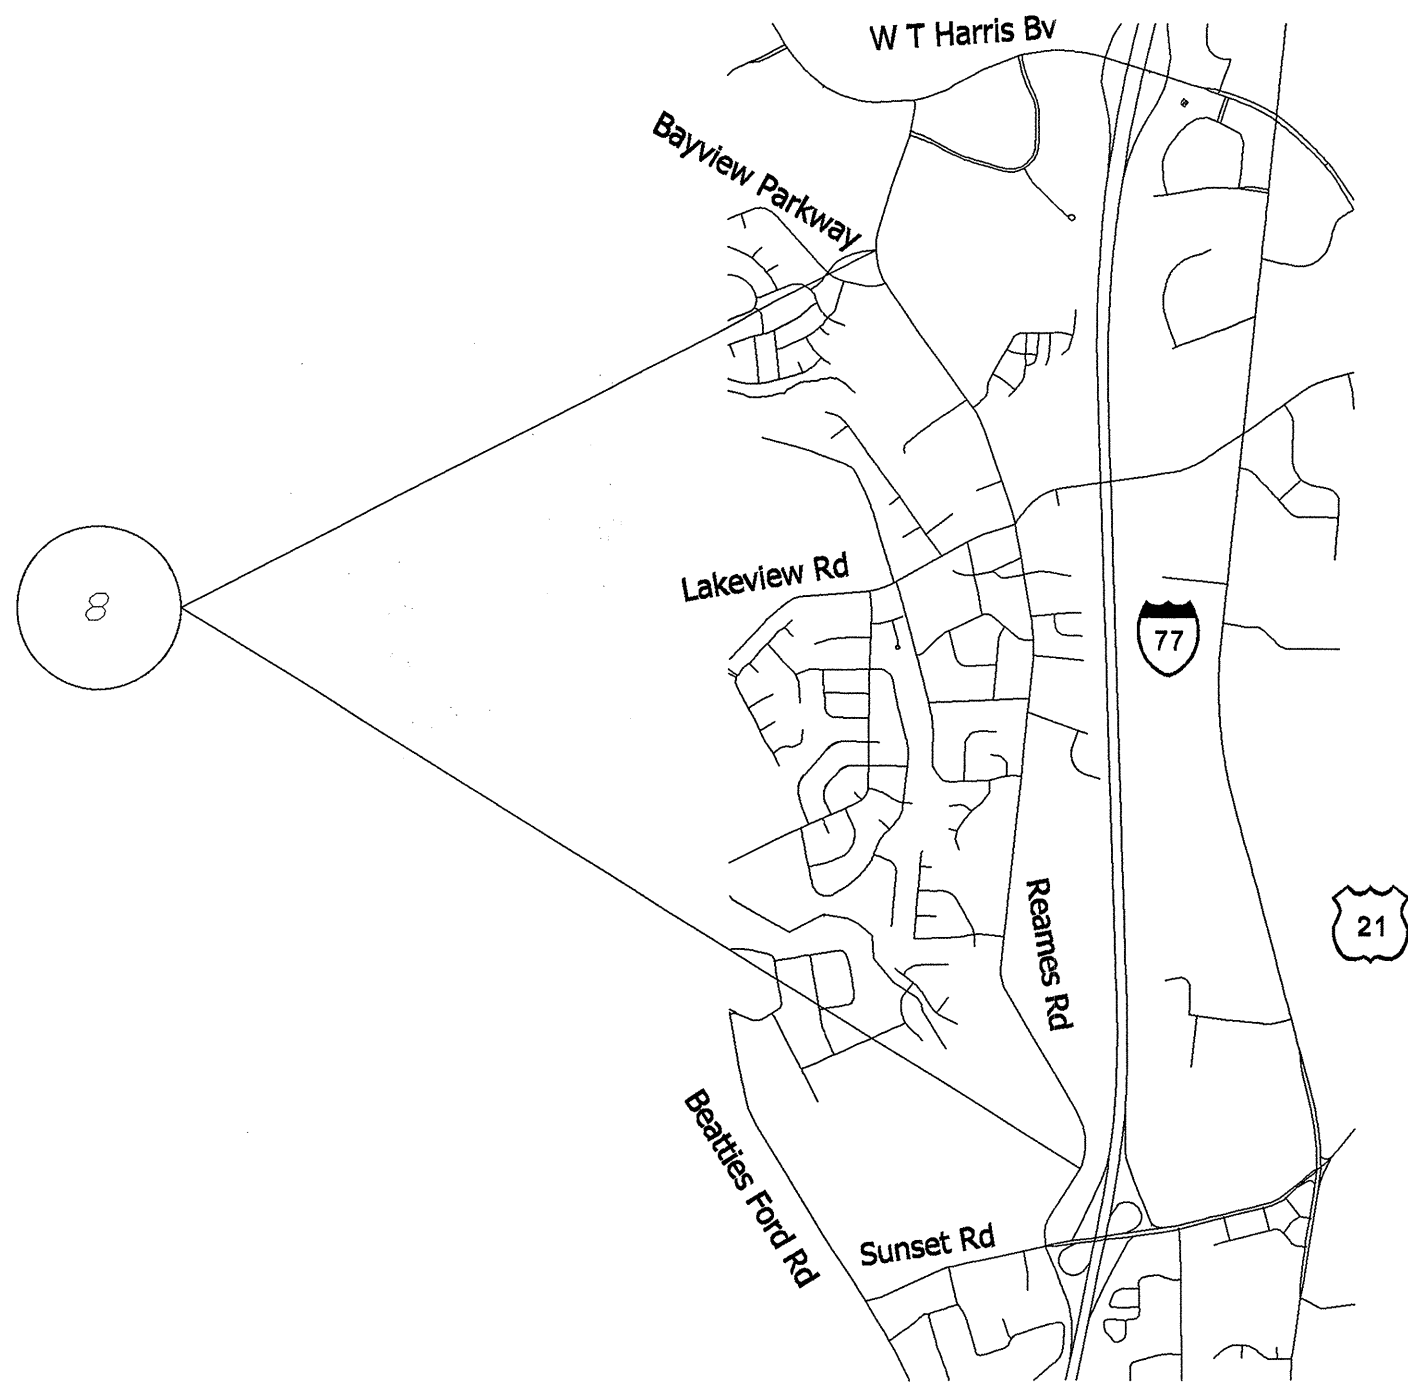 W T Harris Bv
Bayview Parkway
Lakeview Rd
8
77
Reames Rd
21
Beatties Ford Rd
Sunset Rd